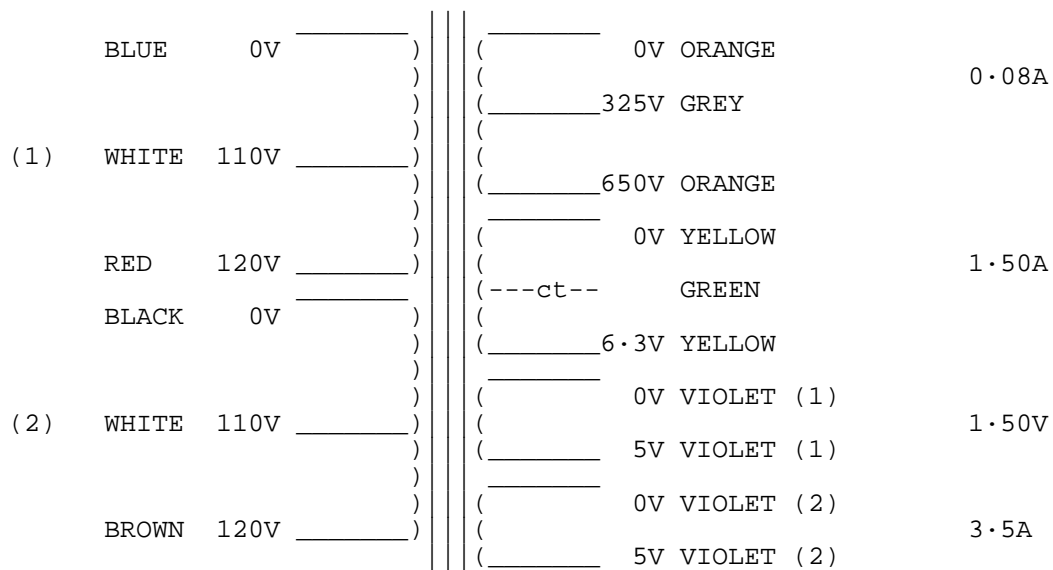 BLUE 0V 0V ORANGE
0·08A
325V GREY
(1) WHITE 110V
650V ORANGE
0V YELLOW
RED 120V 1·50A
---ct-- GREEN
BLACK 0V
6·3V YELLOW
0V VIOLET (1)
(2) WHITE 110V 1·50V
5V VIOLET (1)
0V VIOLET (2)
BROWN 120V 3·5A
5V VIOLET (2)